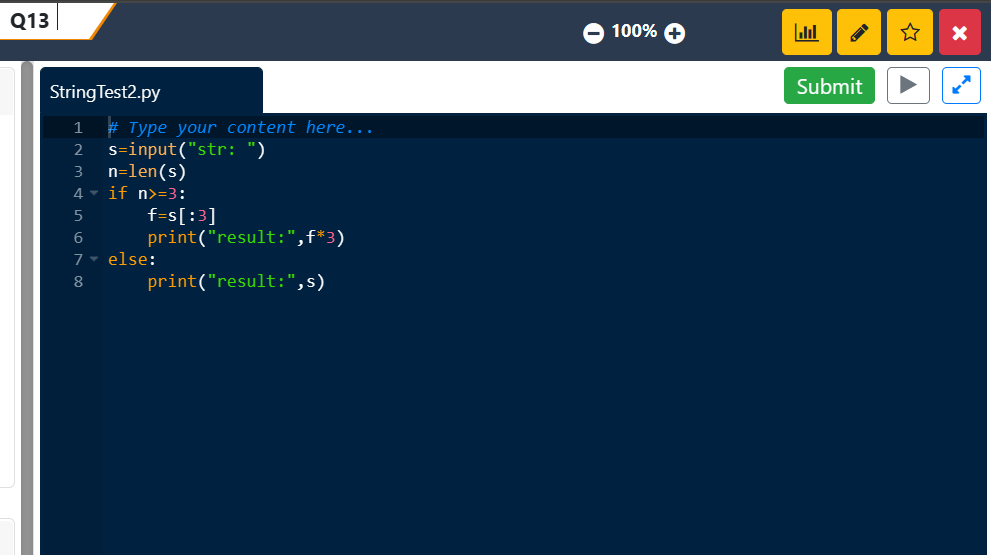 Q13
100%
StringTest2.py
Submit
1 # Type your content here...
2 s=input("str: ")
3 n=len(s)
4 if n>=3:
5     f=s[:3]
6     print("result:",f*3)
7 else:
8     print("result:",s)